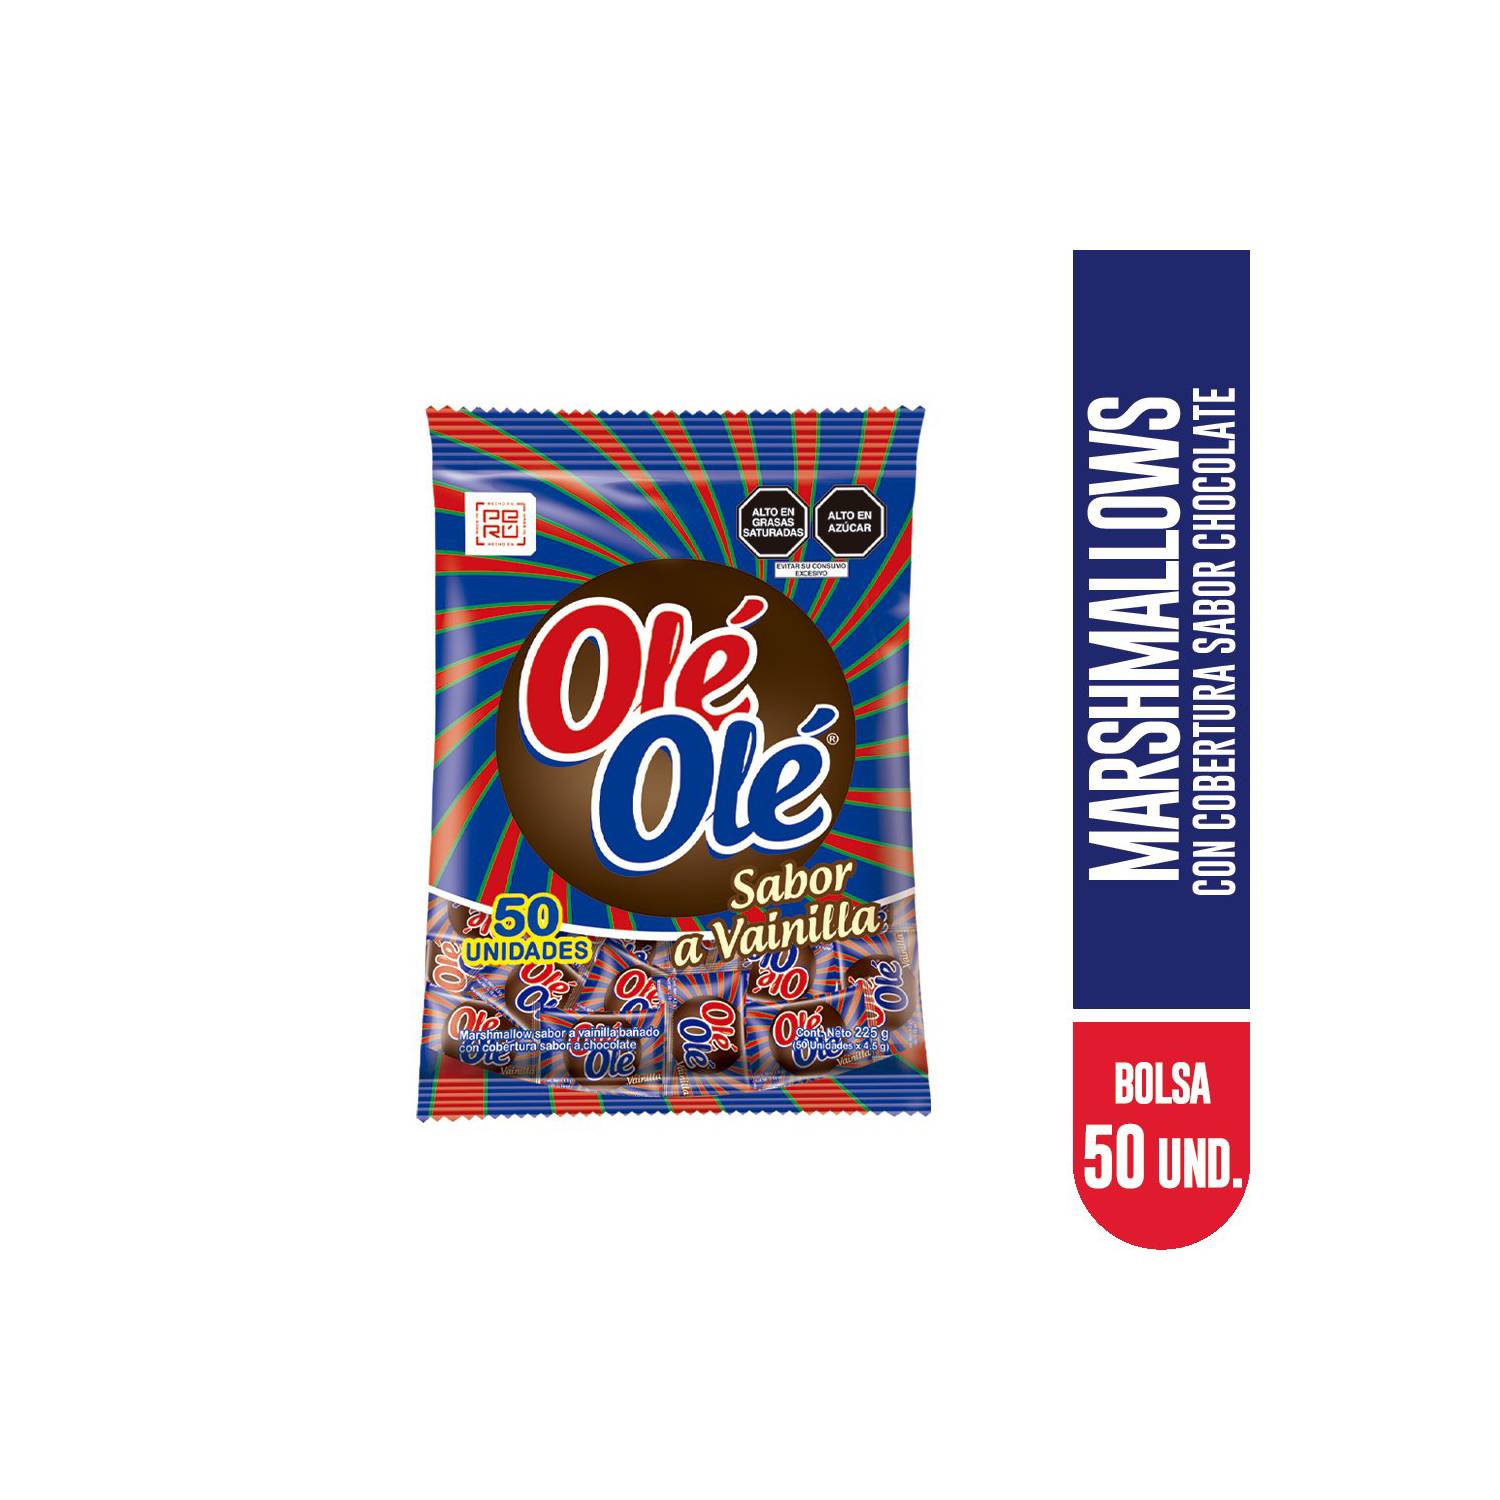 PERÚ
ALTO EN
GRASAS
SATURADAS
ALTO EN
AZÚCAR
EVITAR SU CONSUMO
EXCESIVO
Olé
Olé®
Sabor
a Vainilla
50
UNIDADES
Marshmallow sabor a vainilla bañado
con cobertura sabor a chocolate
Cont. Neto 225 g
(50 Unidades x 4,5 g)
MARSHMALLOWS
CON COBERTURA SABOR CHOCOLATE
BOLSA
50 UND.